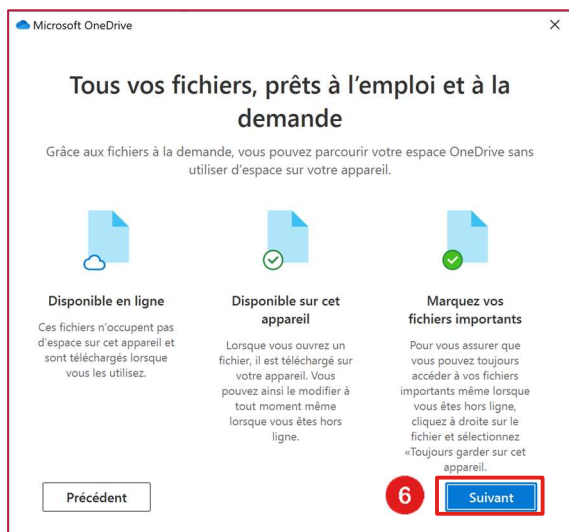 Microsoft OneDrive
Tous vos fichiers, prêts à l’emploi et à la
demande
Grâce aux fichiers à la demande, vous pouvez parcourir votre espace OneDrive sans
utiliser d'espace sur votre appareil.
Disponible en ligne
Ces fichiers n'occupent pas
d'espace sur cet appareil et
sont téléchargés lorsque
vous les utilisez.
Disponible sur cet
appareil
Lorsque vous ouvrez un
fichier, il est téléchargé sur
votre appareil. Vous
pouvez ainsi le modifier à
tout moment même
lorsque vous êtes hors
ligne.
Marquez vos
fichiers importants
Pour vous assurer que
vous pouvez toujours
accéder à vos fichiers
importants même lorsque
vous êtes hors ligne,
cliquez à droite sur le
fichier et sélectionnez
«Toujours garder sur cet
appareil.
Précédent
6
Suivant